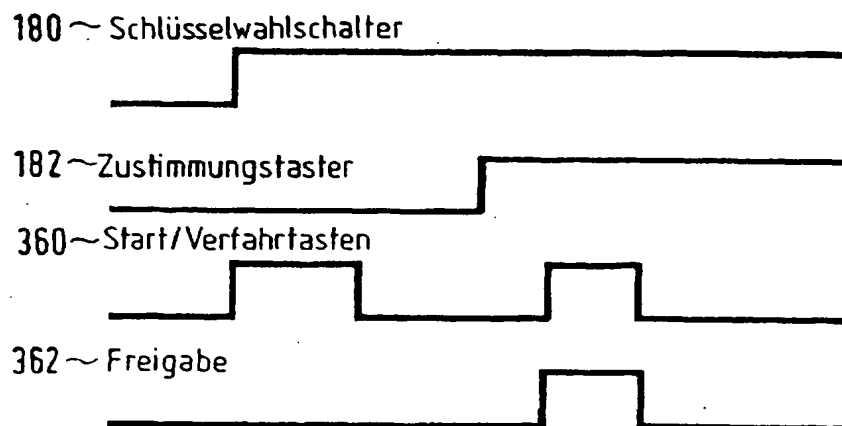 180~ Schlüsselwahlschalter
182~Zustimmungstaster
360~Start/Verfahrtasten
362~ Freigabe